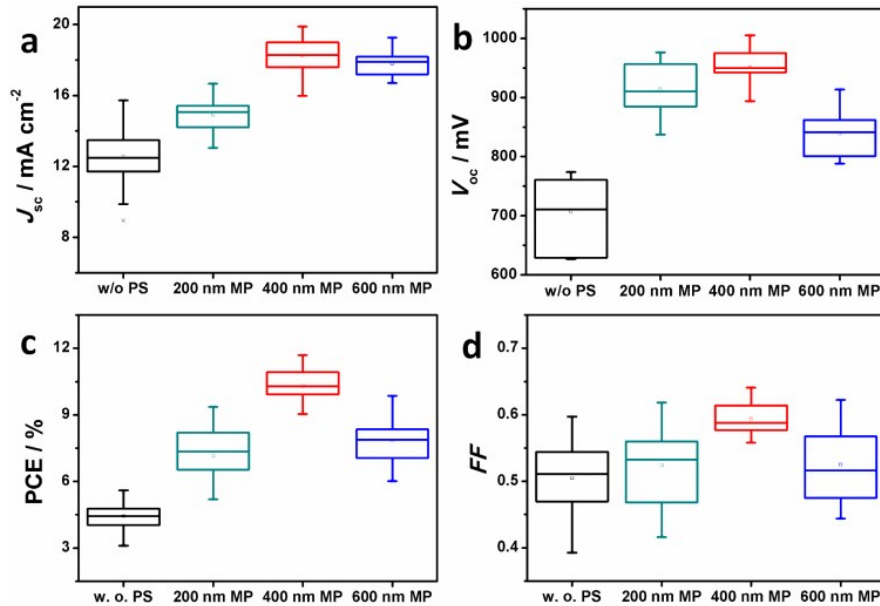 a
20
16
12
8
Jsc / mA cm-2
w/o PS 200 nm MP 400 nm MP 600 nm MP
b
1000
900
800
700
600
Voc / mV
w/o PS 200 nm MP 400 nm MP 600 nm MP
c
12
9
6
3
PCE / %
w. o. PS 200 nm MP 400 nm MP 600 nm MP
d
0.7
0.6
0.5
0.4
FF
w. o. PS 200 nm MP 400 nm MP 600 nm MP